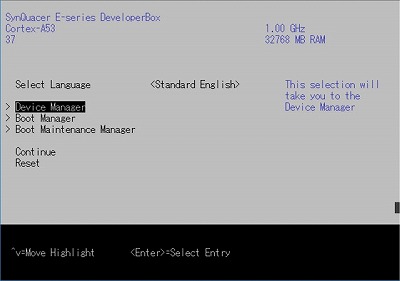 SynQuacer E-series DeveloperBox
Cortex-A53 1.00 GHz
37 32768 MB RAM
Select Language <Standard English> This selection will
take you to the
> Device Manager Device Manager
> Boot Manager
> Boot Maintenance Manager
Continue
Reset
^v=Move Highlight <Enter>=Select Entry